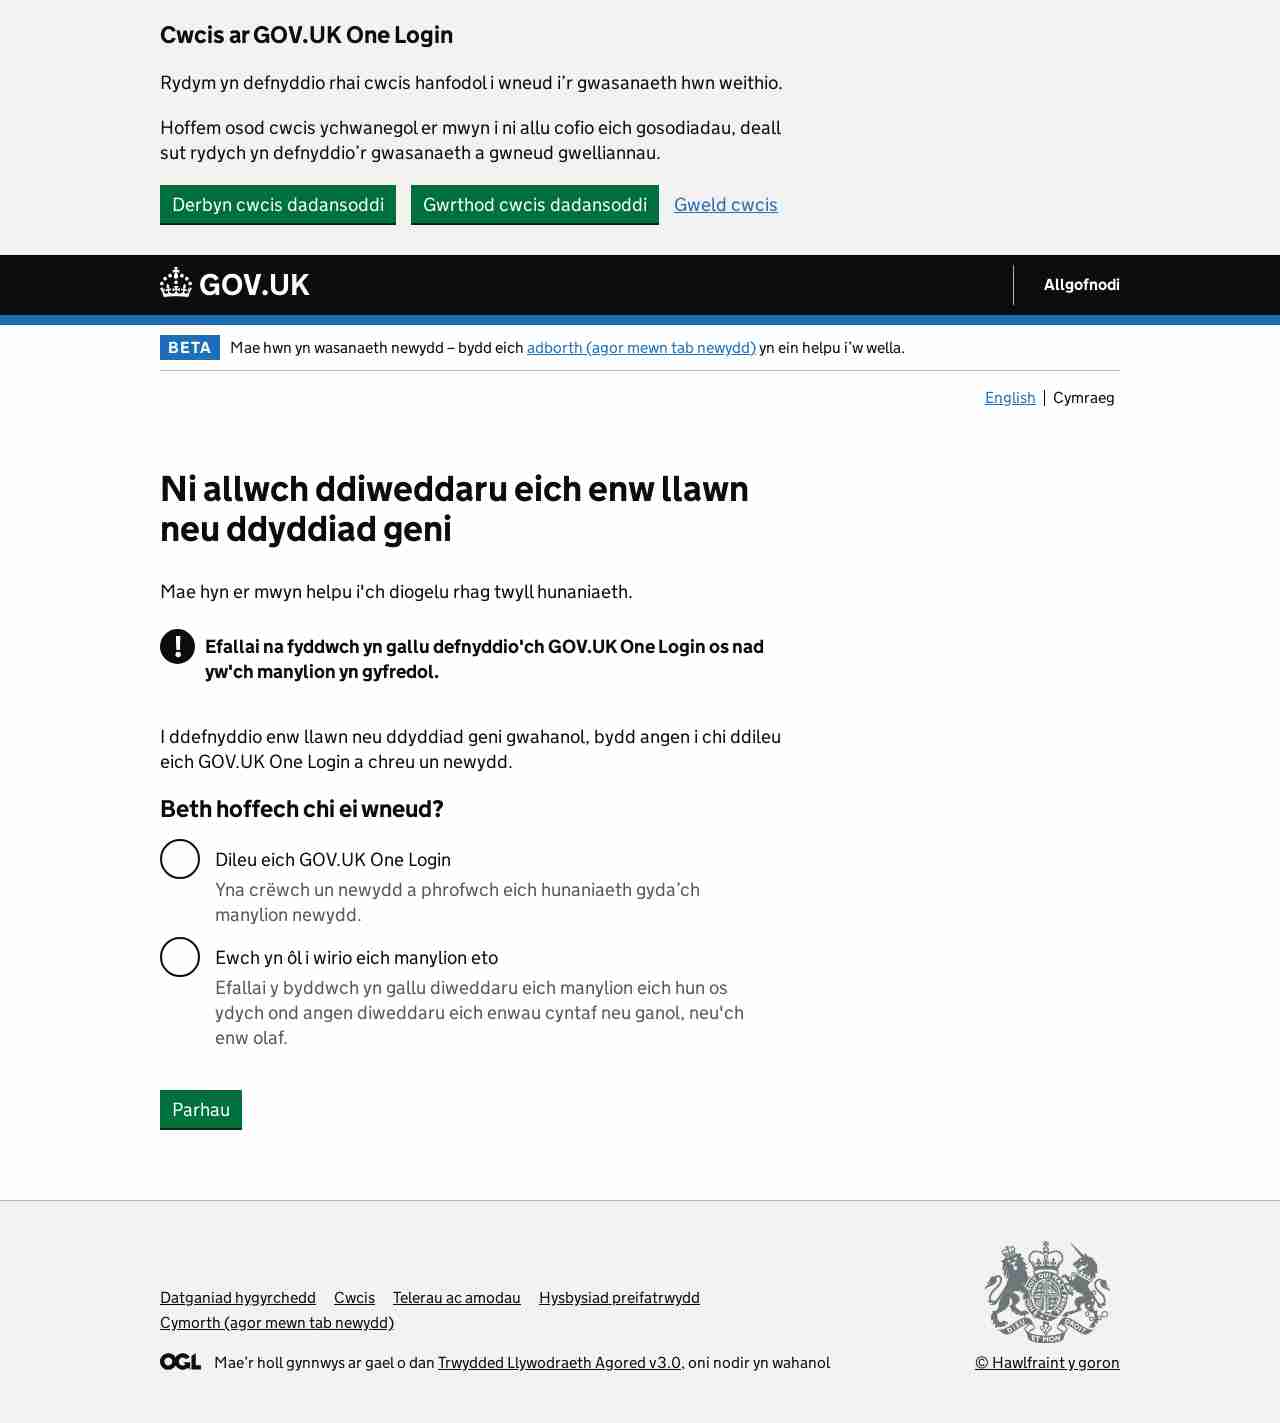 Cwcis ar GOV.UK One Login
Rydym yn defnyddio rhai cwcis hanfodol i wneud i’r gwasanaeth hwn weithio.
Hoffem osod cwcis ychwanegol er mwyn i ni allu cofio eich gosodiadau, deall
sut rydych yn defnyddio’r gwasanaeth a gwneud gwelliannau.
Derbyn cwcis dadansoddi Gwrthod cwcis dadansoddi Gweld cwcis
GOV.UK Allgofnodi
BETA Mae hwn yn wasanaeth newydd – bydd eich adborth (agor mewn tab newydd) yn ein helpu i’w wella.
English Cymraeg
Ni allwch ddiweddaru eich enw llawn
neu ddyddiad geni
Mae hyn er mwyn helpu i'ch diogelu rhag twyll hunaniaeth.
! Efallai na fyddwch yn gallu defnyddio'ch GOV.UK One Login os nad
yw'ch manylion yn gyfredol.
I ddefnyddio enw llawn neu ddyddiad geni gwahanol, bydd angen i chi ddileu
eich GOV.UK One Login a chreu un newydd.
Beth hoffech chi ei wneud?
Dileu eich GOV.UK One Login
Yna crëwch un newydd a phrofwch eich hunaniaeth gyda’ch
manylion newydd.
Ewch yn ôl i wirio eich manylion eto
Efallai y byddwch yn gallu diweddaru eich manylion eich hun os
ydych ond angen diweddaru eich enwau cyntaf neu ganol, neu'ch
enw olaf.
Parhau
Datganiad hygyrchedd Cwcis Telerau ac amodau Hysbysiad preifatrwydd
Cymorth (agor mewn tab newydd)
OGL Mae’r holl gynnwys ar gael o dan Trwydded Llywodraeth Agored v3.0, oni nodir yn wahanol
© Hawlfraint y goron